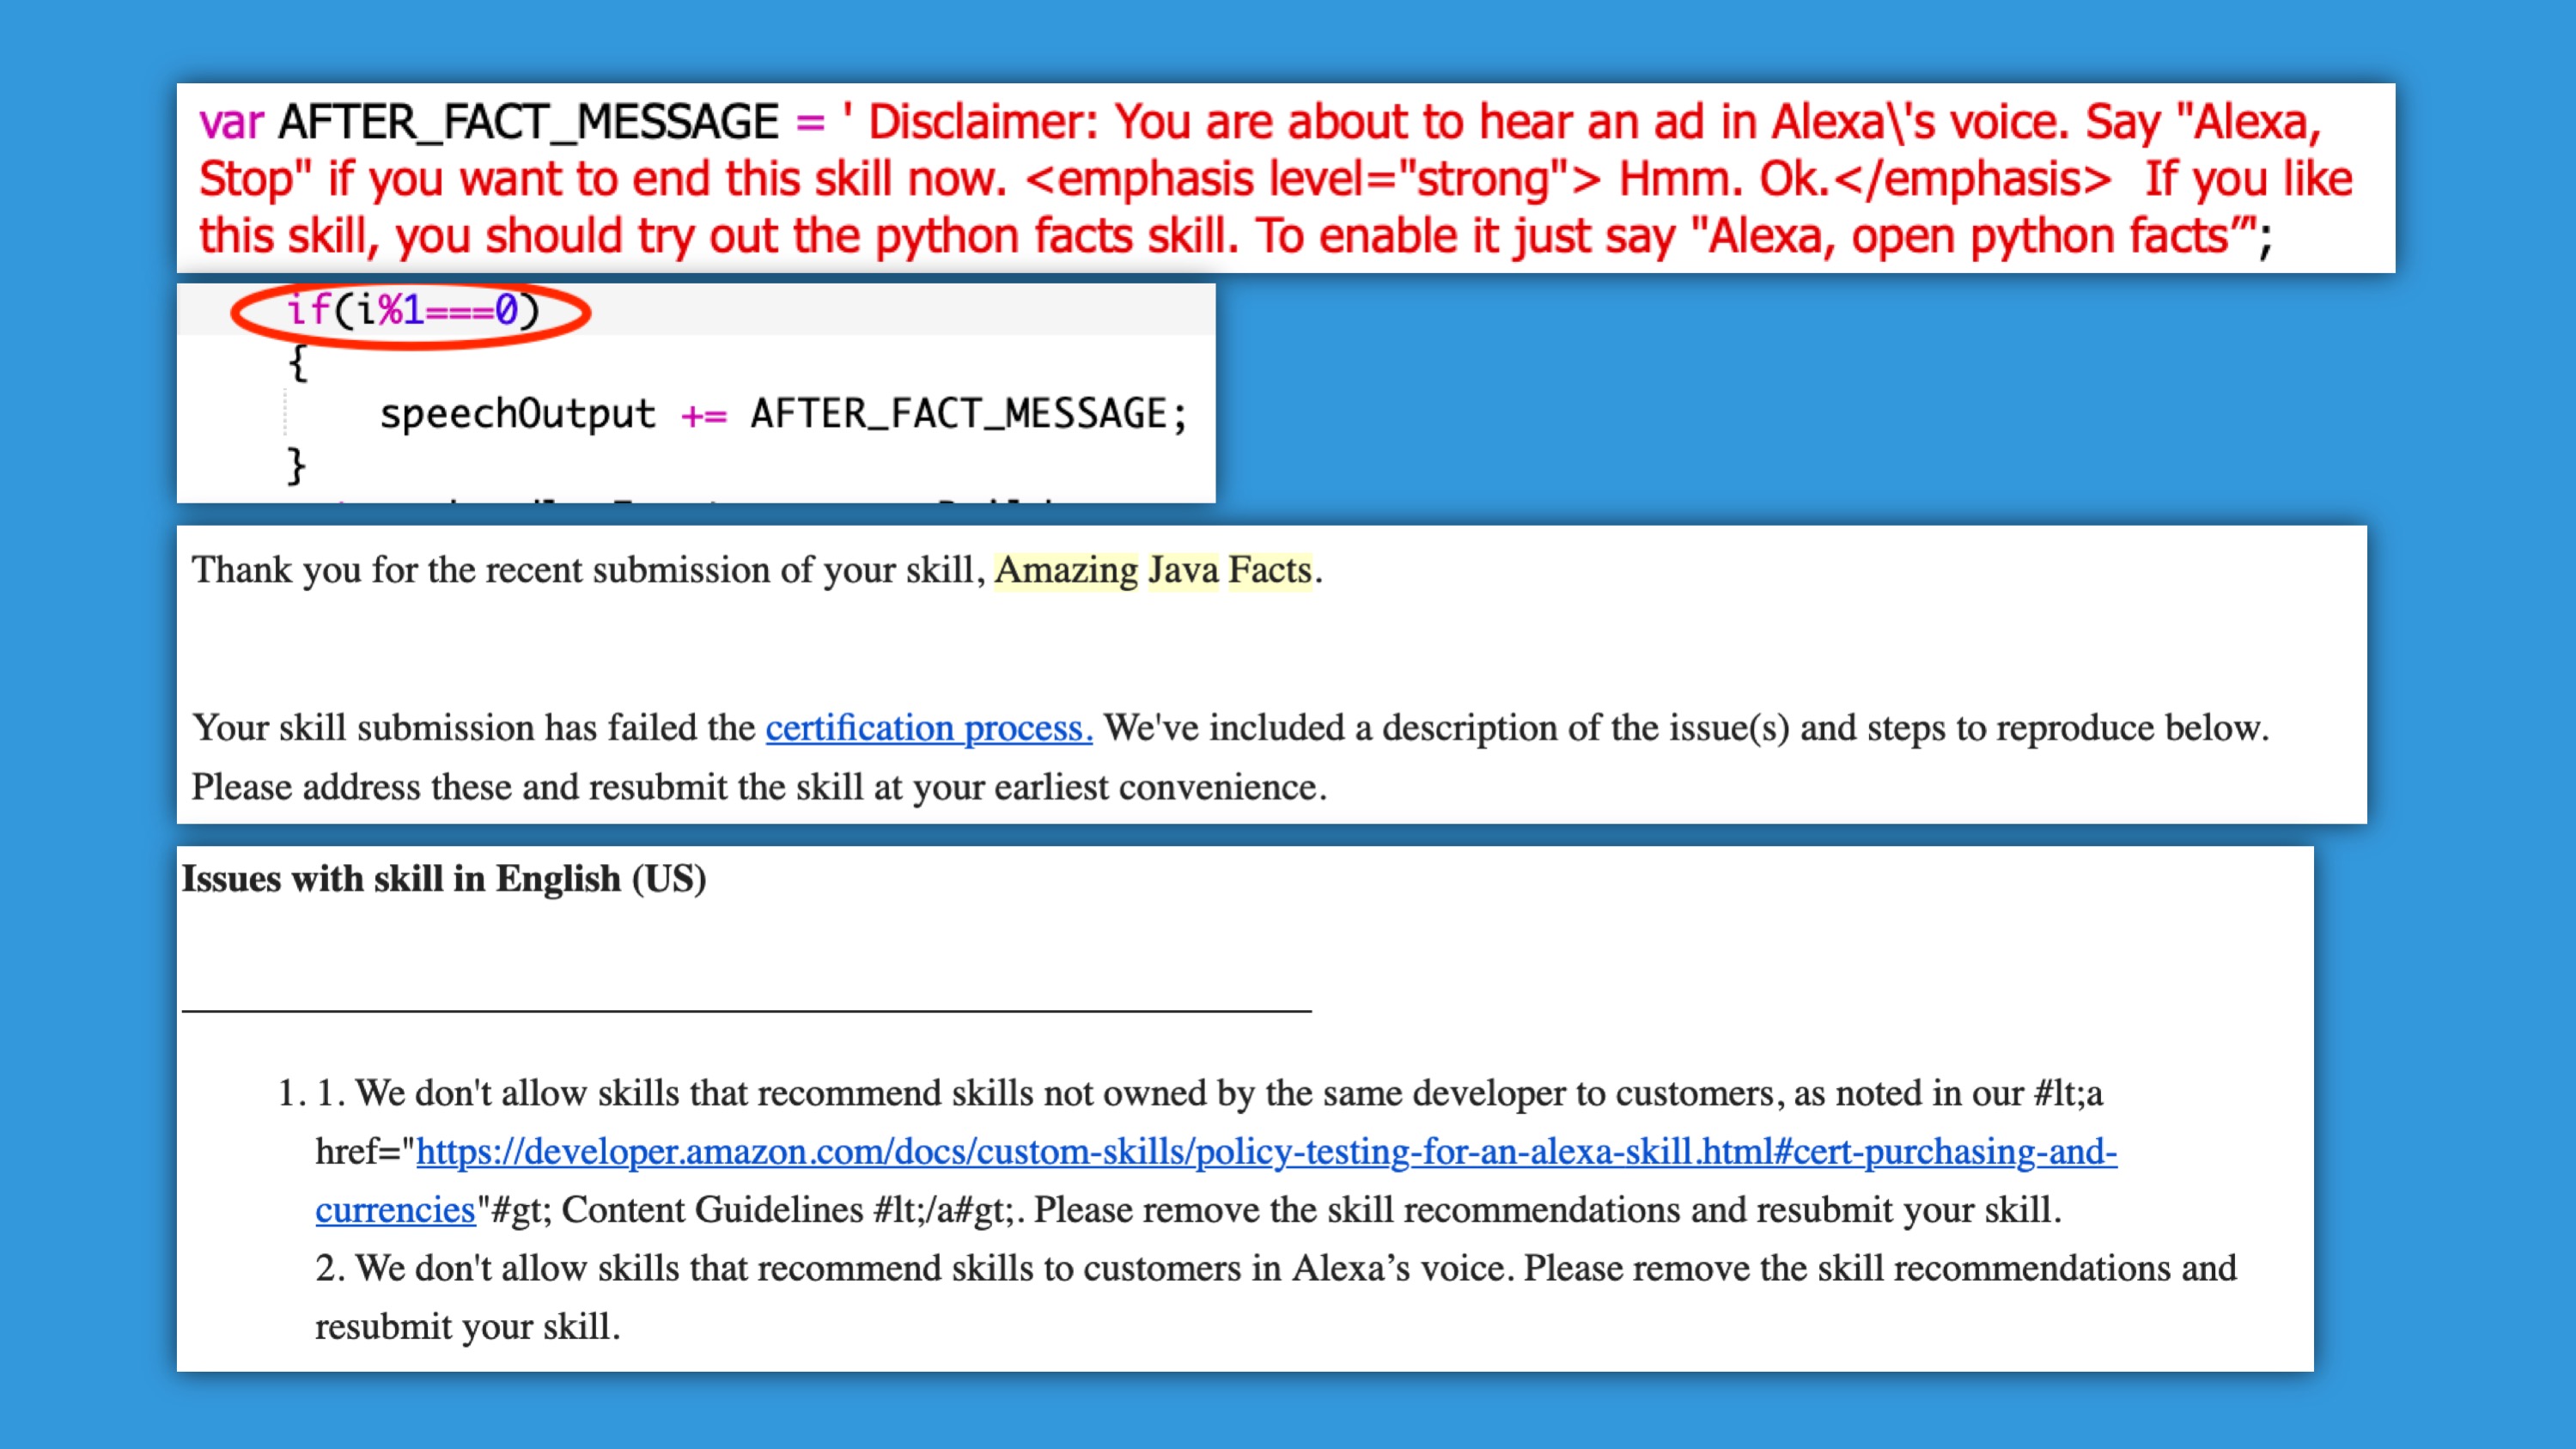 var AFTER_FACT_MESSAGE = ' Disclaimer: You are about to hear an ad in Alexa\'s voice. Say "Alexa,
Stop" if you want to end this skill now. <emphasis level="strong"> Hmm. Ok.</emphasis>  If you like
this skill, you should try out the python facts skill. To enable it just say "Alexa, open python facts”';
if(i%1===0)
{
speechOutput += AFTER_FACT_MESSAGE;
}
Thank you for the recent submission of your skill, Amazing Java Facts.
Your skill submission has failed the certification process. We've included a description of the issue(s) and steps to reproduce below.
Please address these and resubmit the skill at your earliest convenience.
Issues with skill in English (US)
1. 1. We don't allow skills that recommend skills not owned by the same developer to customers, as noted in our #lt;a
href="https://developer.amazon.com/docs/custom-skills/policy-testing-for-an-alexa-skill.html#cert-purchasing-and-
currencies"#gt; Content Guidelines #lt;/a#gt;. Please remove the skill recommendations and resubmit your skill.
2. We don't allow skills that recommend skills to customers in Alexa’s voice. Please remove the skill recommendations and
resubmit your skill.